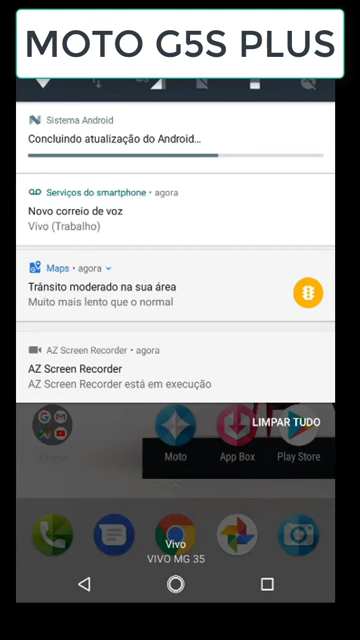 MOTO G5S PLUS
Sistema Android
Concluindo atualização do Android...
Serviços do smartphone • agora
Novo correio de voz
Vivo (Trabalho)
Maps • agora
Trânsito moderado na sua área
Muito mais lento que o normal
AZ Screen Recorder • agora
AZ Screen Recorder
AZ Screen Recorder está em execução
LIMPAR TUDO
Google
Moto
App Box
Play Store
Vivo
VIVO MG 35